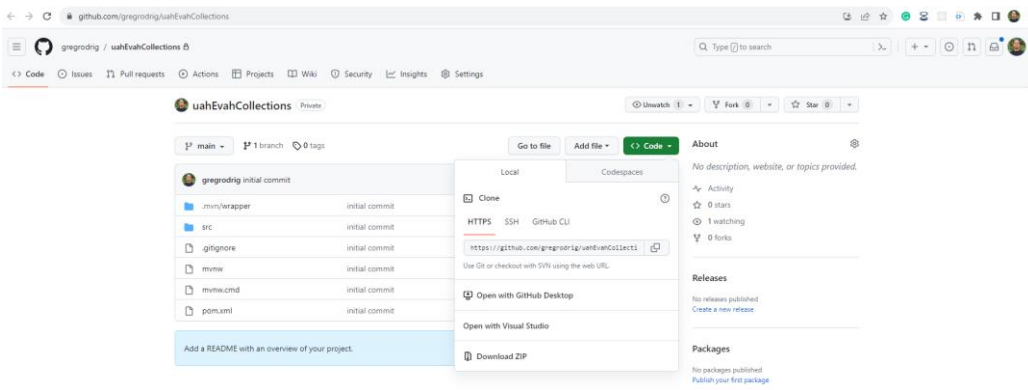 github.com/gregrodrig/uahEvahCollections
gregrodrig / uahEvahCollections
Type / to search
Code Issues Pull requests Actions Projects Wiki Security Insights Settings
uahEvahCollections Private
Unwatch 1 Fork 0 Star 0
main 1 branch 0 tags
Go to file Add file Code
gregrodrig initial commit
.mvn/wrapper initial commit
src initial commit
.gitignore initial commit
mvnw initial commit
mvnw.cmd initial commit
pom.xml initial commit
Add a README with an overview of your project.
Local Codespaces
Clone
HTTPS SSH GitHub CLI
https://github.com/gregrodrig/uahEvahCollecti
Use Git or checkout with SVN using the web URL.
Open with GitHub Desktop
Open with Visual Studio
Download ZIP
About
No description, website, or topics provided.
Activity
0 stars
1 watching
0 forks
Releases
No releases published
Create a new release
Packages
No packages published
Publish your first package